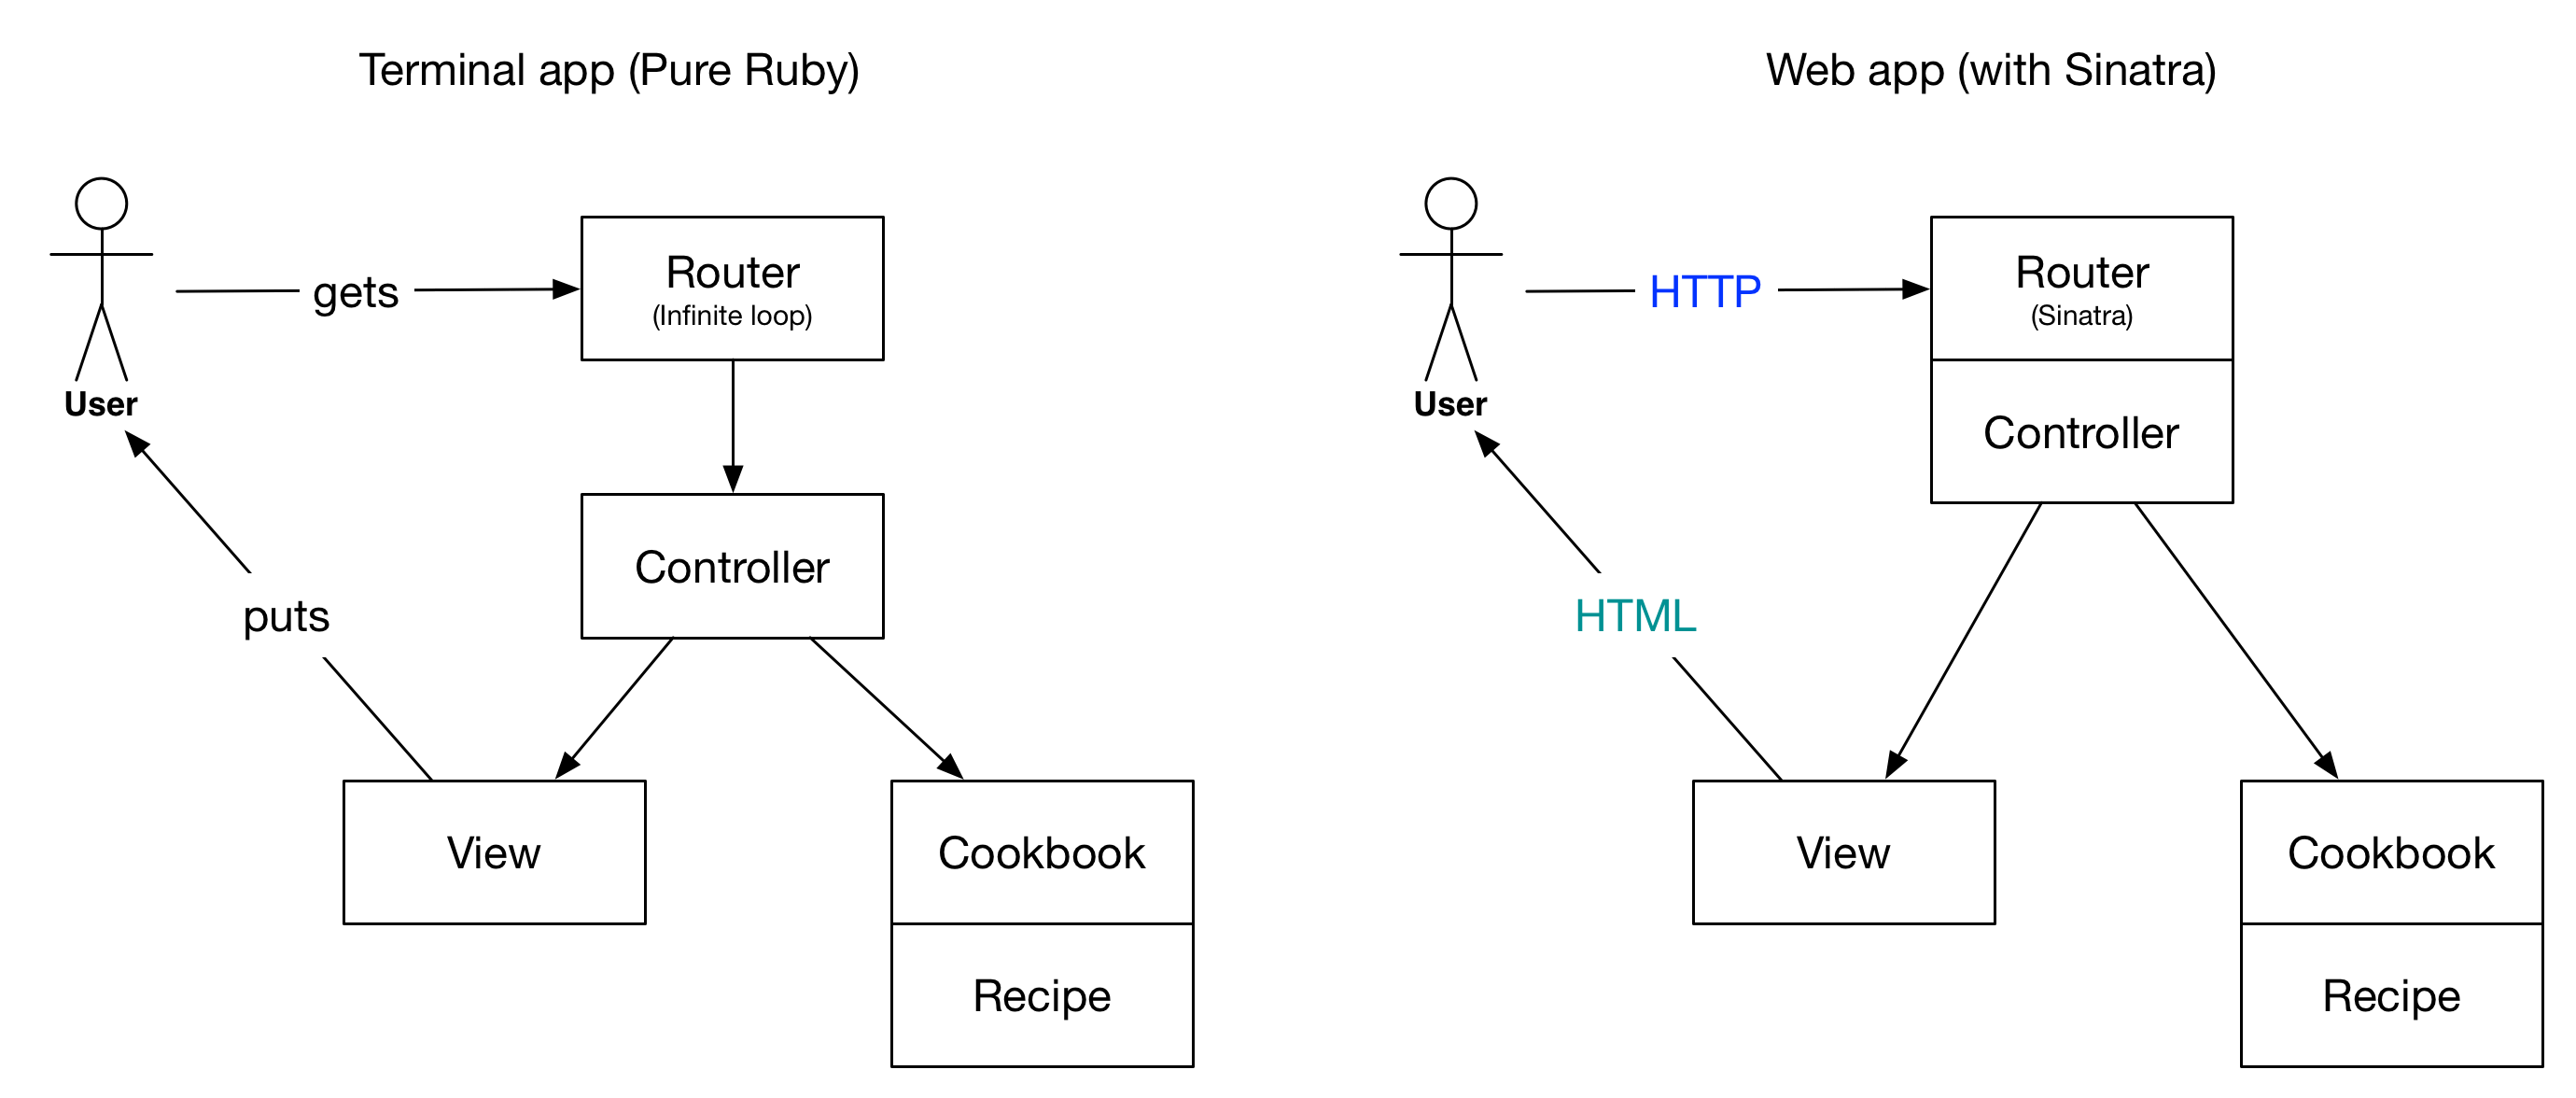 Terminal app (Pure Ruby)
User
gets
Router
(Infinite loop)
Controller
puts
View
Cookbook
Recipe
Web app (with Sinatra)
User
HTTP
Router
(Sinatra)
Controller
HTML
View
Cookbook
Recipe